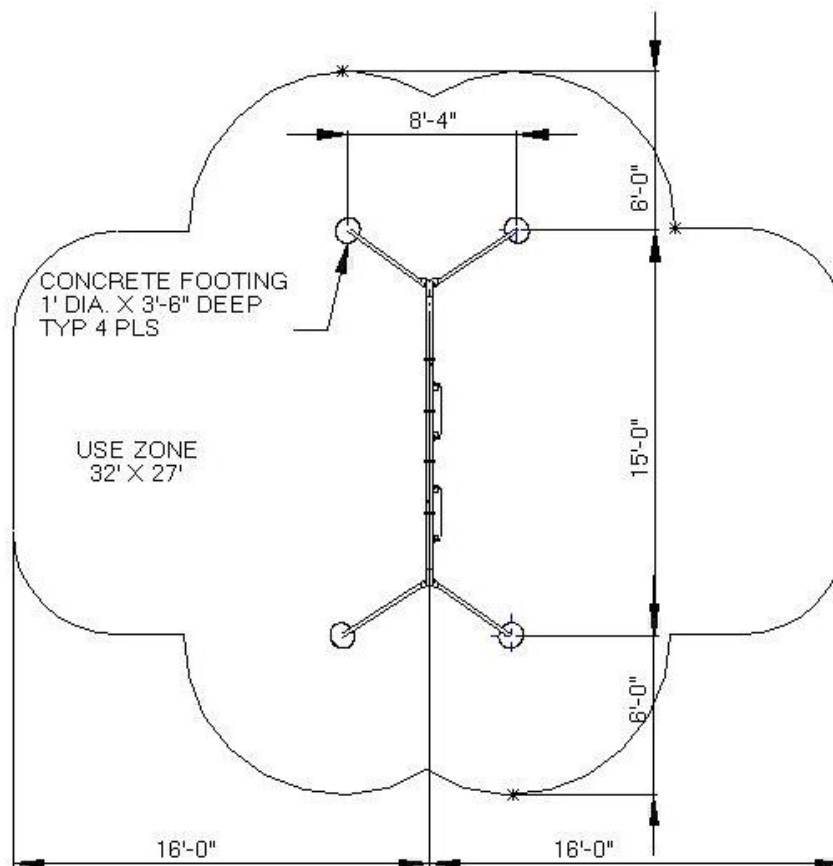 8'-4"
6'-0"
CONCRETE FOOTING
1' DIA. X 3'-6" DEEP
TYP 4 PLS
USE ZONE
32' X 27'
15'-0"
6'-0"
16'-0"
16'-0"